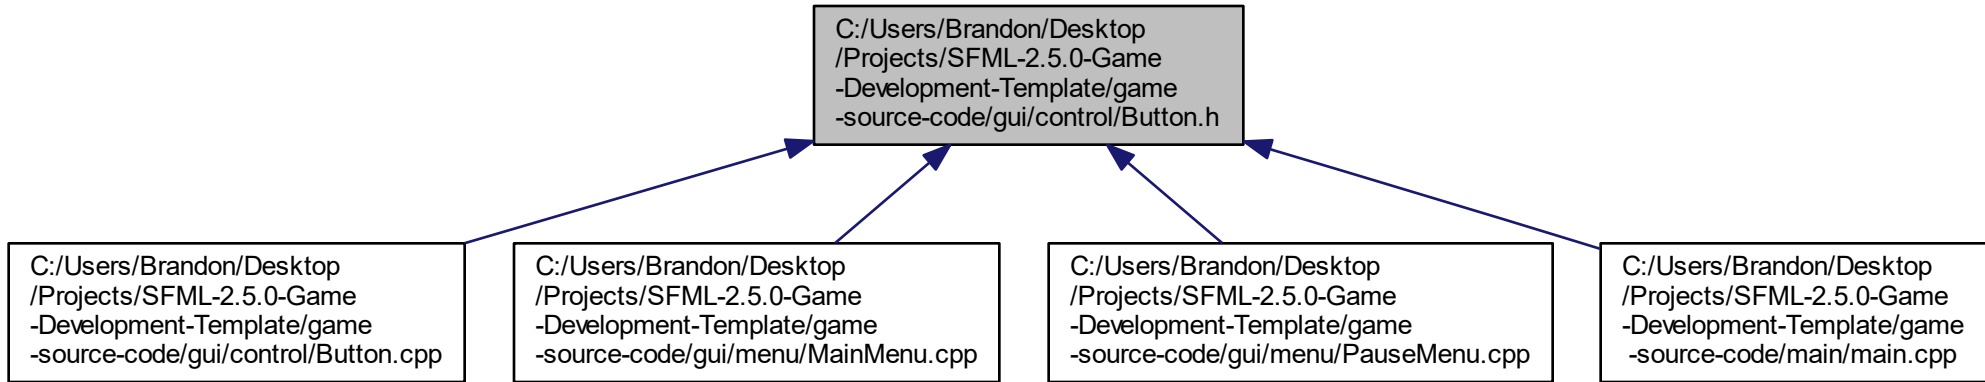 C:/Users/Brandon/Desktop
/Projects/SFML-2.5.0-Game
-Development-Template/game
-source-code/gui/control/Button.h
C:/Users/Brandon/Desktop
/Projects/SFML-2.5.0-Game
-Development-Template/game
-source-code/gui/control/Button.cpp
C:/Users/Brandon/Desktop
/Projects/SFML-2.5.0-Game
-Development-Template/game
-source-code/gui/menu/MainMenu.cpp
C:/Users/Brandon/Desktop
/Projects/SFML-2.5.0-Game
-Development-Template/game
-source-code/gui/menu/PauseMenu.cpp
C:/Users/Brandon/Desktop
/Projects/SFML-2.5.0-Game
-Development-Template/game
-source-code/main/main.cpp